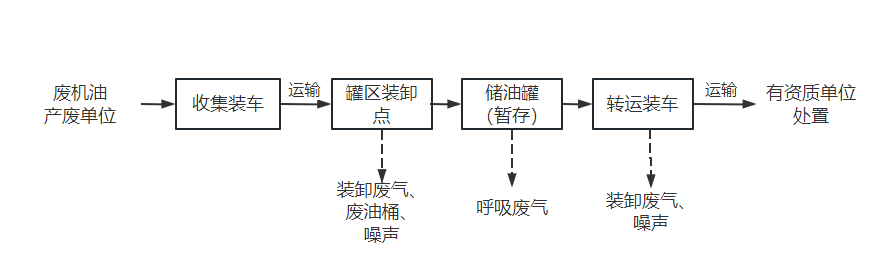 废机油
产废单位
收集装车
运输
罐区装卸
点
储油罐
（暂存）
转运装车
运输
有资质单位
处置
装卸废气、
废油桶、
噪声
呼吸废气
装卸废气、
噪声